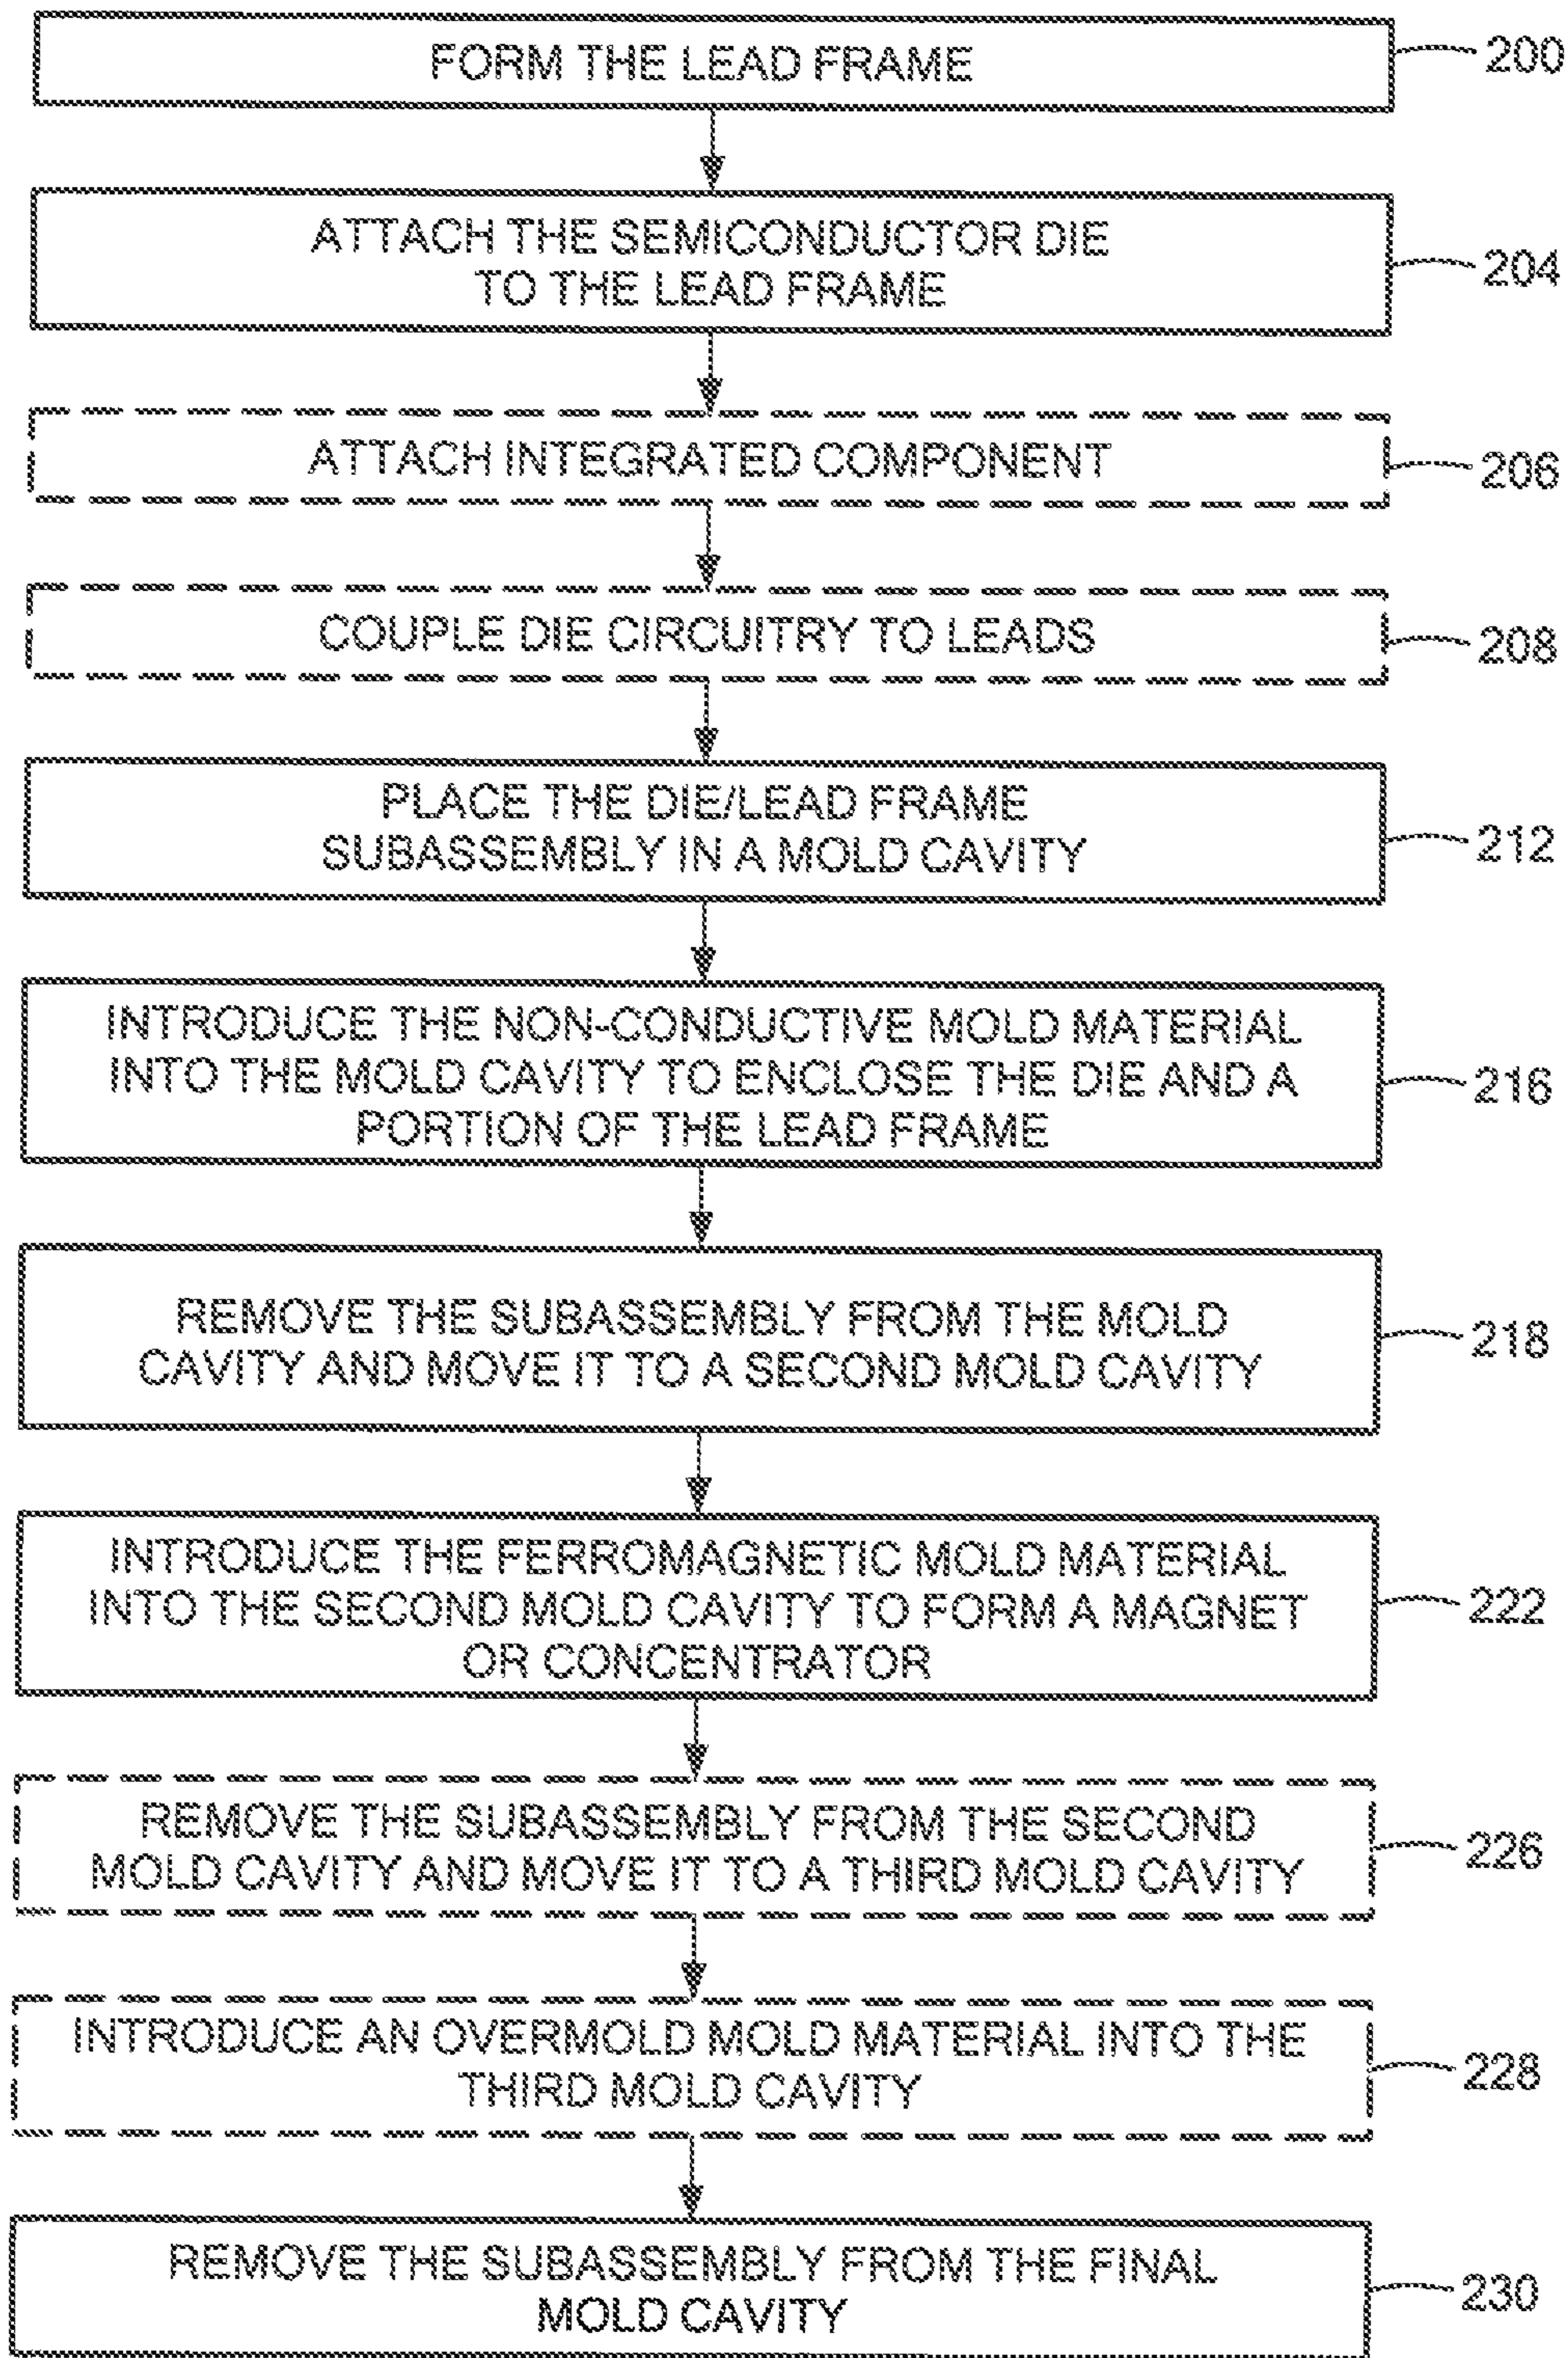 FORM THE LEAD FRAME
200
ATTACH THE SEMICONDUCTOR DIE
TO THE LEAD FRAME
204
ATTACH INTEGRATED COMPONENT
206
COUPLE DIE CIRCUITRY TO LEADS
208
PLACE THE DIE/LEAD FRAME
SUBASSEMBLY IN A MOLD CAVITY
212
INTRODUCE THE NON-CONDUCTIVE MOLD MATERIAL
INTO THE MOLD CAVITY TO ENCLOSE THE DIE AND A
PORTION OF THE LEAD FRAME
216
REMOVE THE SUBASSEMBLY FROM THE MOLD
CAVITY AND MOVE IT TO A SECOND MOLD CAVITY
218
INTRODUCE THE FERROMAGNETIC MOLD MATERIAL
INTO THE SECOND MOLD CAVITY TO FORM A MAGNET
OR CONCENTRATOR
222
REMOVE THE SUBASSEMBLY FROM THE SECOND
MOLD CAVITY AND MOVE IT TO A THIRD MOLD CAVITY
226
INTRODUCE AN OVERMOLD MOLD MATERIAL INTO THE
THIRD MOLD CAVITY
228
REMOVE THE SUBASSEMBLY FROM THE FINAL
MOLD CAVITY
230